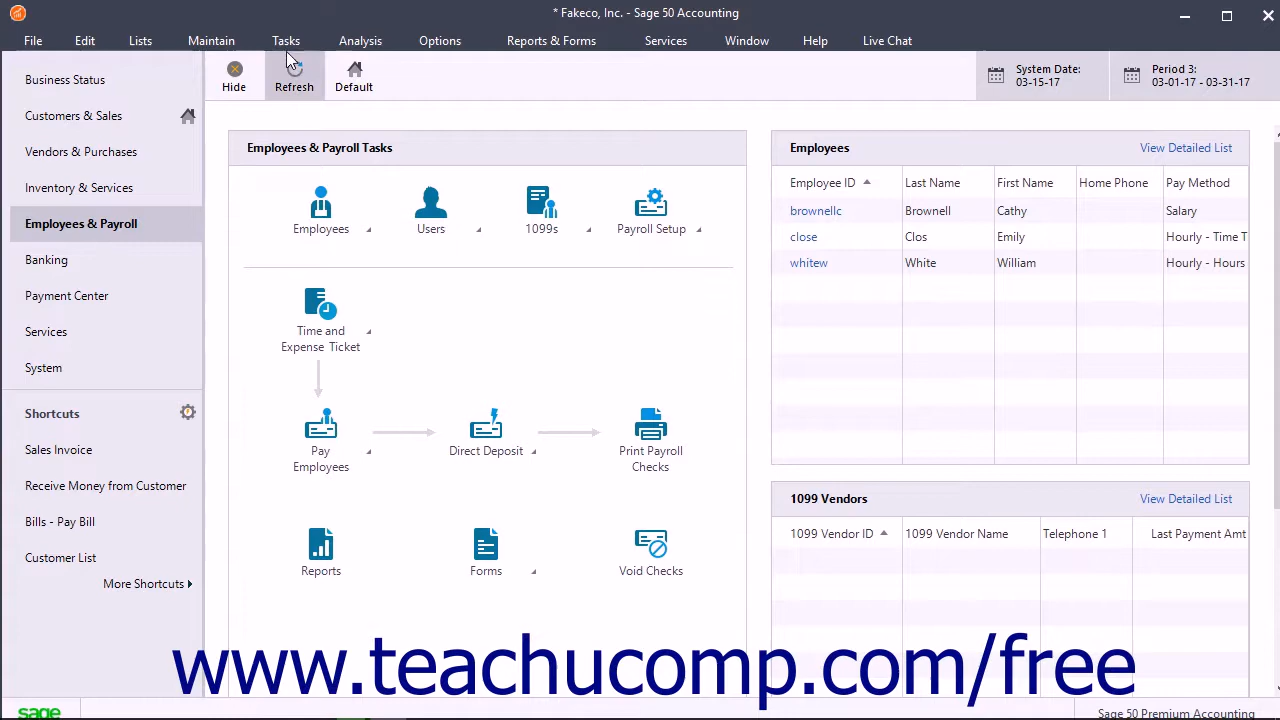 * Fakeco, Inc. - Sage 50 Accounting
File Edit Lists Maintain Tasks Analysis Options Reports & Forms Services Window Help Live Chat
Business Status
Customers & Sales
Vendors & Purchases
Inventory & Services
Employees & Payroll
Banking
Payment Center
Services
System
Shortcuts
Sales Invoice
Receive Money from Customer
Bills - Pay Bill
Customer List
More Shortcuts
Hide Refresh Default
System Date:
03-15-17
Period 3:
03-01-17 - 03-31-17
Employees & Payroll Tasks
Employees Users 1099s Payroll Setup
Time and
Expense Ticket
Pay
Employees
Direct Deposit
Print Payroll
Checks
Reports Forms Void Checks
Employees View Detailed List
Employee ID Last Name First Name Home Phone Pay Method
brownellc Brownell Cathy Salary
close Clos Emily Hourly - Time T
whitew White William Hourly - Hours
1099 Vendors View Detailed List
1099 Vendor ID 1099 Vendor Name Telephone 1 Last Payment Amt
www.teachucomp.com/free
sage
Sage 50 Premium Accounting